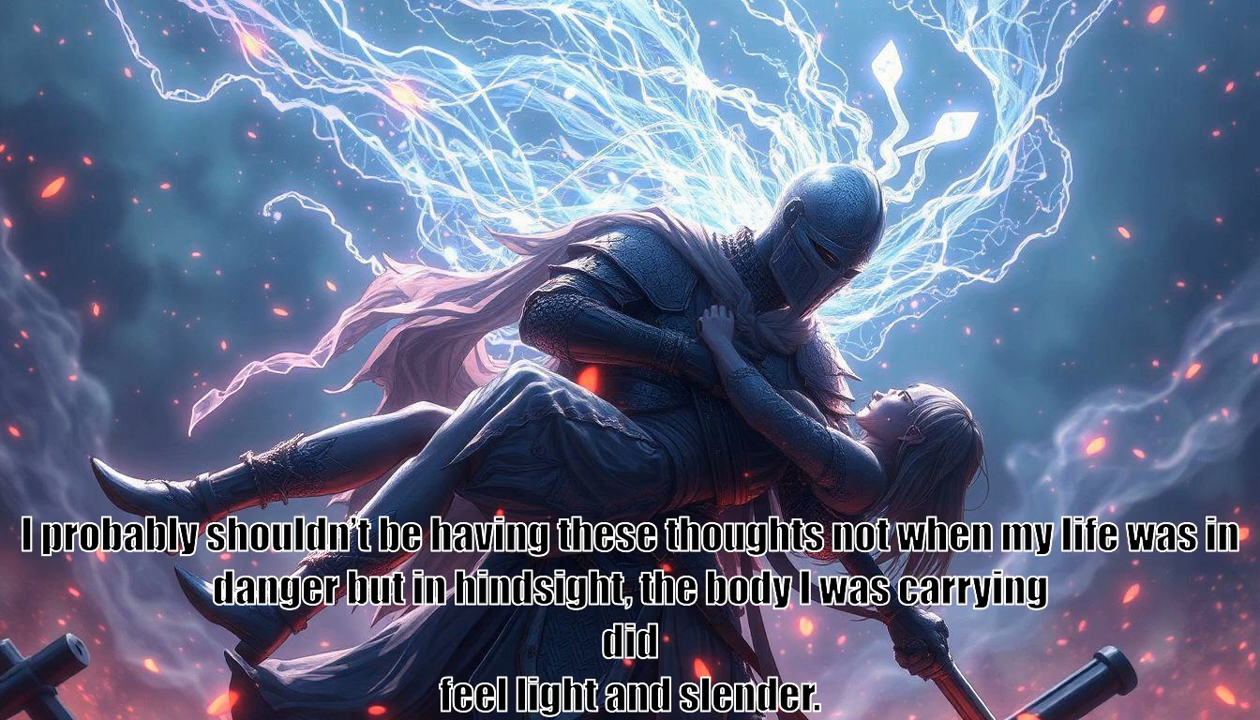 I probably shouldn't be having these thoughts not when my life was in
danger but in hindsight, the body I was carrying
did
feel light and slender.